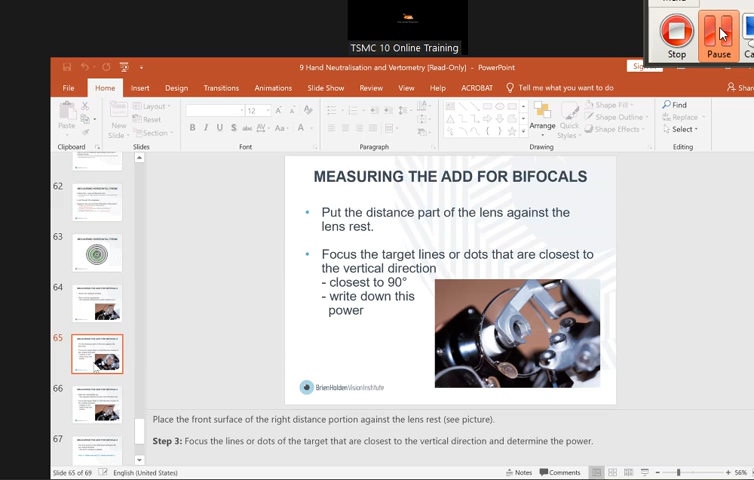 TSMC 10 Online Training
Stop
Pause
9 Hand Neutralisation and Vertometry [Read-Only] - PowerPoint
File
Home
Insert
Design
Transitions
Animations
Slide Show
Review
View
Help
ACROBAT
Tell me what you want to do
Paste
New Slide
Layout
Reset
Section
12
Arrange
Quick Styles
Shape Fill
Shape Outline
Shape Effects
Find
Replace
Select
Clipboard
Slides
Font
Paragraph
Drawing
Editing
62
63
64
65
66
67
MEASURING THE ADD FOR BIFOCALS
• Put the distance part of the lens against the
lens rest.
• Focus the target lines or dots that are closest to
the vertical direction
- closest to 90°
- write down this
power
BrienHoldenVisionInstitute
Place the front surface of the right distance portion against the lens rest (see picture).
Step 3: Focus the lines or dots of the target that are closest to the vertical direction and determine the power.
Slide 65 of 69
English (United States)
Notes
Comments
56%